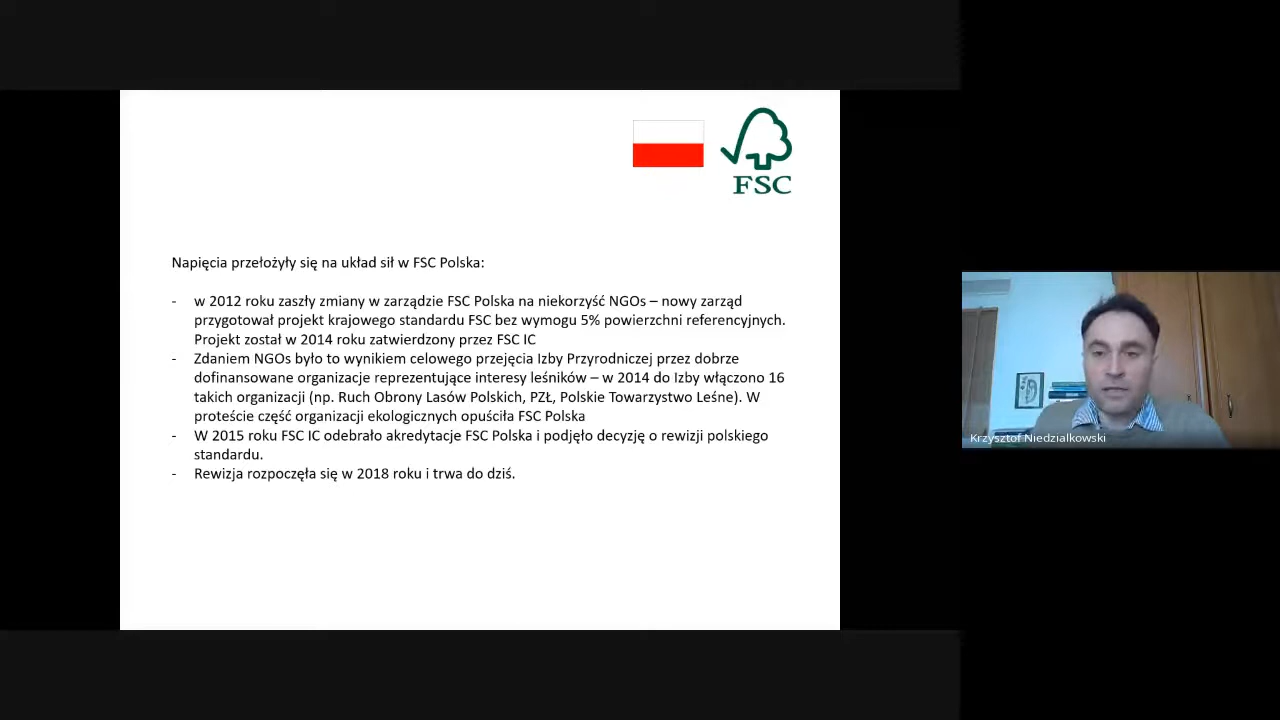 FSC
Napięcia przełożyły się na układ sił w FSC Polska:
- w 2012 roku zaszły zmiany w zarządzie FSC Polska na niekorzyść NGOs – nowy zarząd
przygotował projekt krajowego standardu FSC bez wymogu 5% powierzchni referencyjnych.
Projekt został w 2014 roku zatwierdzony przez FSC IC
- Zdaniem NGOs było to wynikiem celowego przejęcia Izby Przyrodniczej przez dobrze
dofinansowane organizacje reprezentujące interesy leśników – w 2014 do Izby włączono 16
takich organizacji (np. Ruch Obrony Lasów Polskich, PZŁ, Polskie Towarzystwo Leśne). W
proteście część organizacji ekologicznych opuściła FSC Polska
- W 2015 roku FSC IC odebrało akredytacje FSC Polska i podjęło decyzję o rewizji polskiego
standardu.
- Rewizja rozpoczęła się w 2018 roku i trwa do dziś.
Krzysztof Niedzialkowski